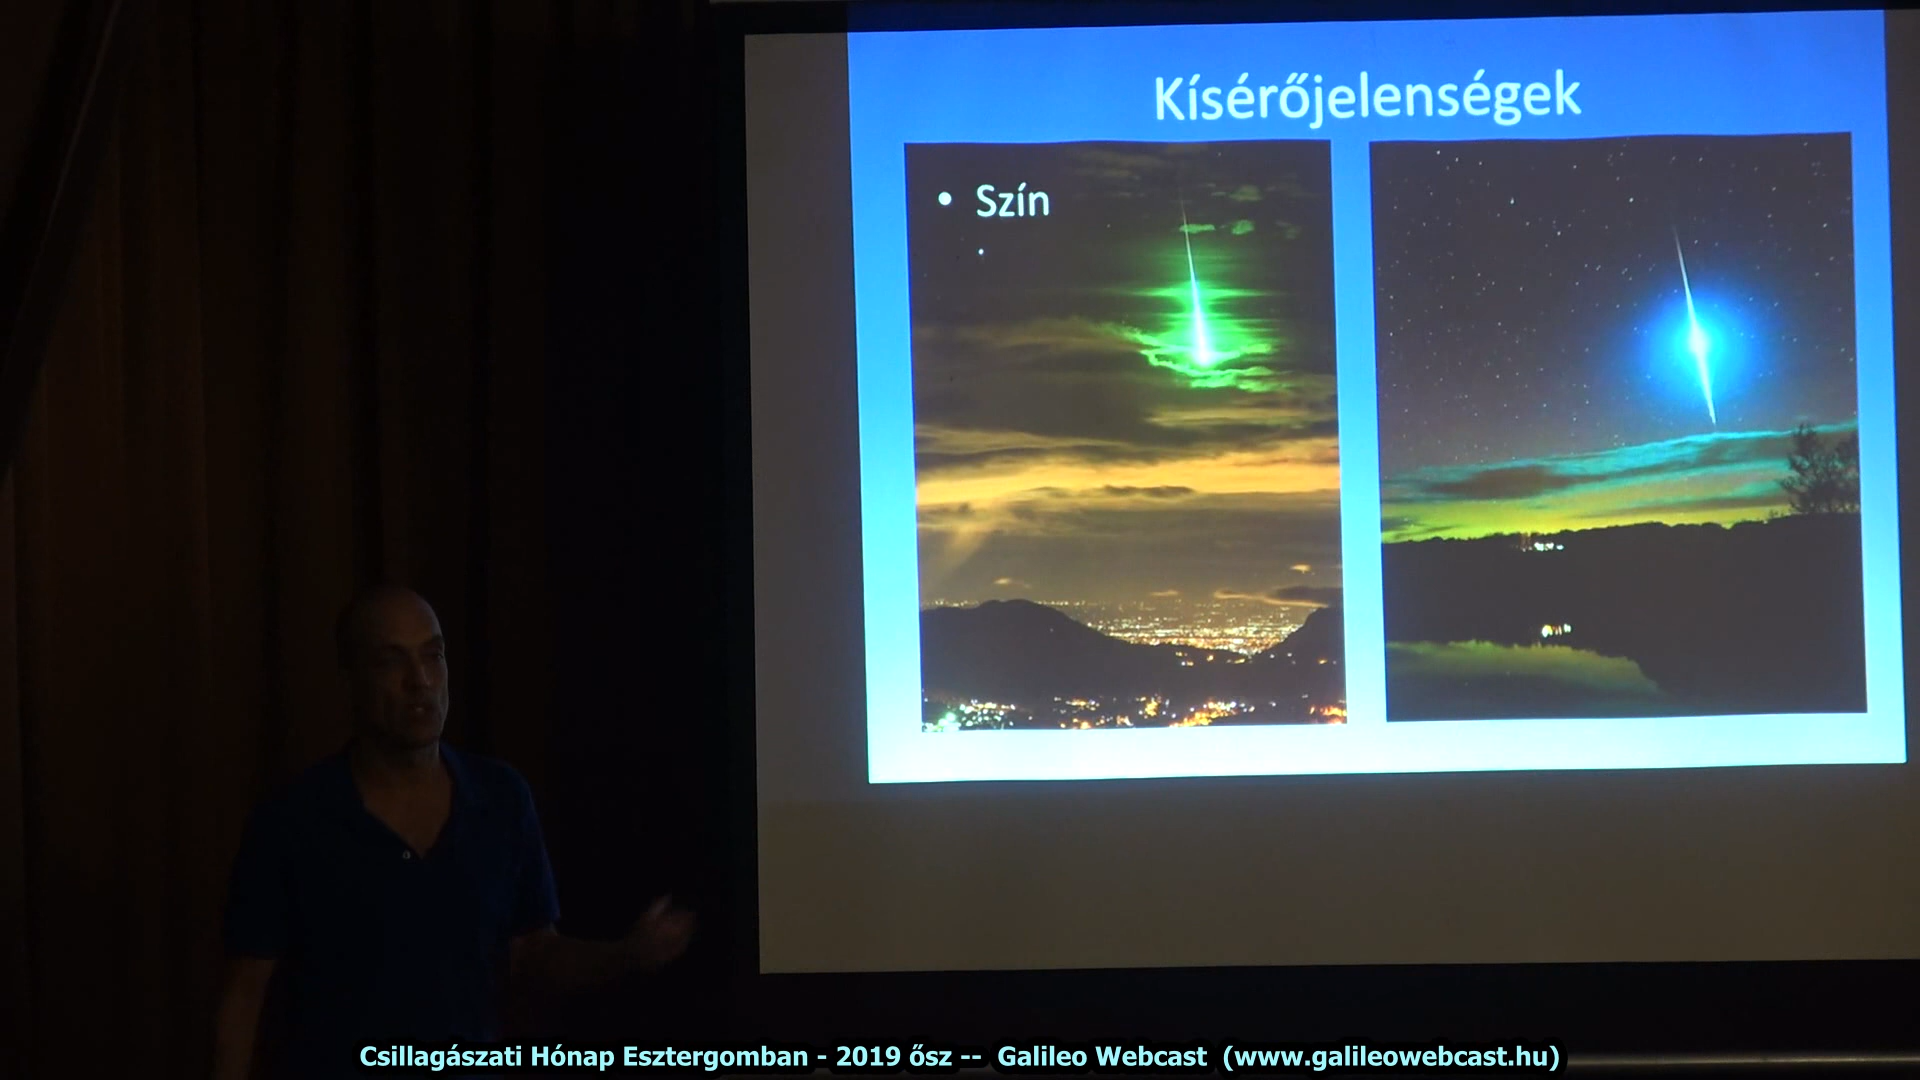 Kísérőjelenségek
• Szín
Csillagászati Hónap Esztergomban - 2019 ősz -- Galileo Webcast (www.galileowebcast.hu)